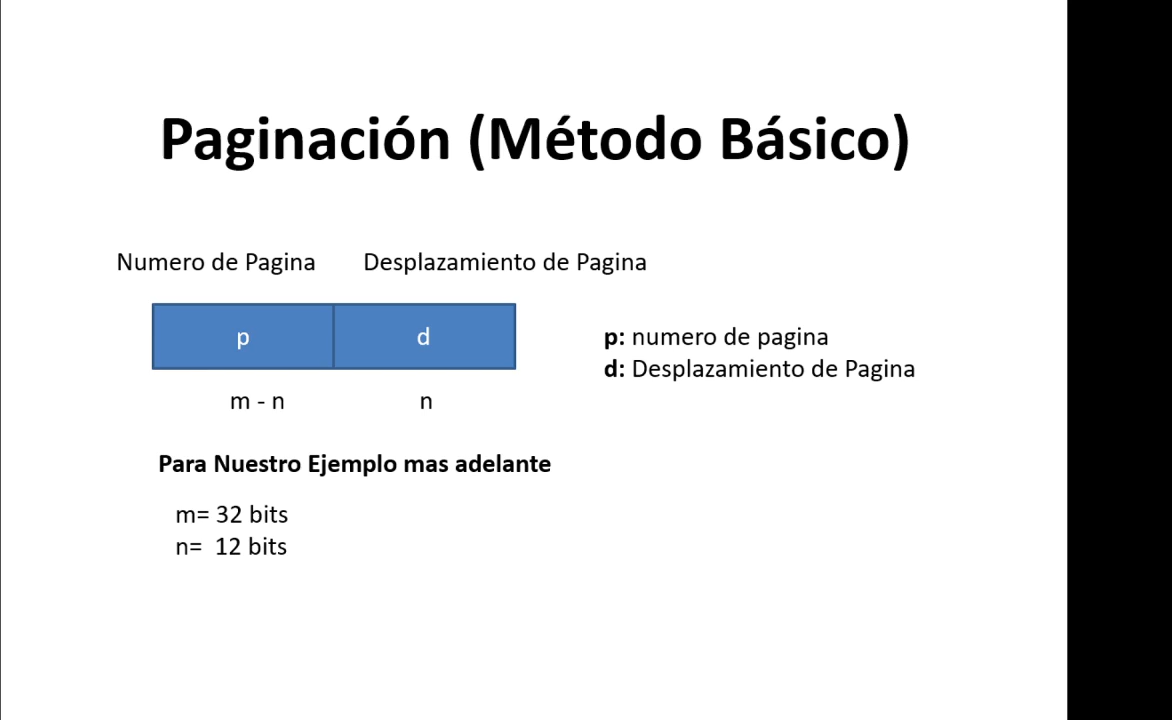 Paginación (Método Básico)
Numero de Pagina Desplazamiento de Pagina
p d
p: numero de pagina
d: Desplazamiento de Pagina
m - n n
Para Nuestro Ejemplo mas adelante
m= 32 bits
n= 12 bits